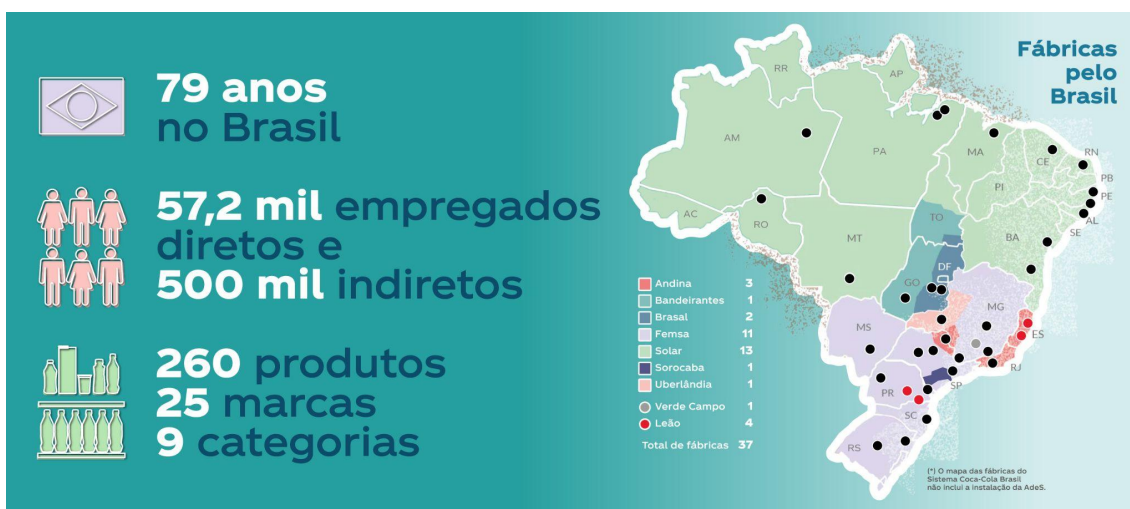 79 anos
no Brasil
57,2 mil empregados
diretos e
500 mil indiretos
260 produtos
25 marcas
9 categorias
Fábricas
pelo
Brasil
RR
AP
AM
PA
MA
CE
RN
PB
PE
AL
SE
PI
AC
RO
TO
BA
MT
DF
GO
MG
ES
MS
RJ
SP
PR
SC
RS
Andina 3
Bandeirantes 1
Brasal 2
Femsa 11
Solar 13
Sorocaba 1
Uberlândia 1
Verde Campo 1
Leão 4
Total de fábricas 37
(*) O mapa das fábricas do
Sistema Coca-Cola Brasil
não inclui a instalação da AdeS.